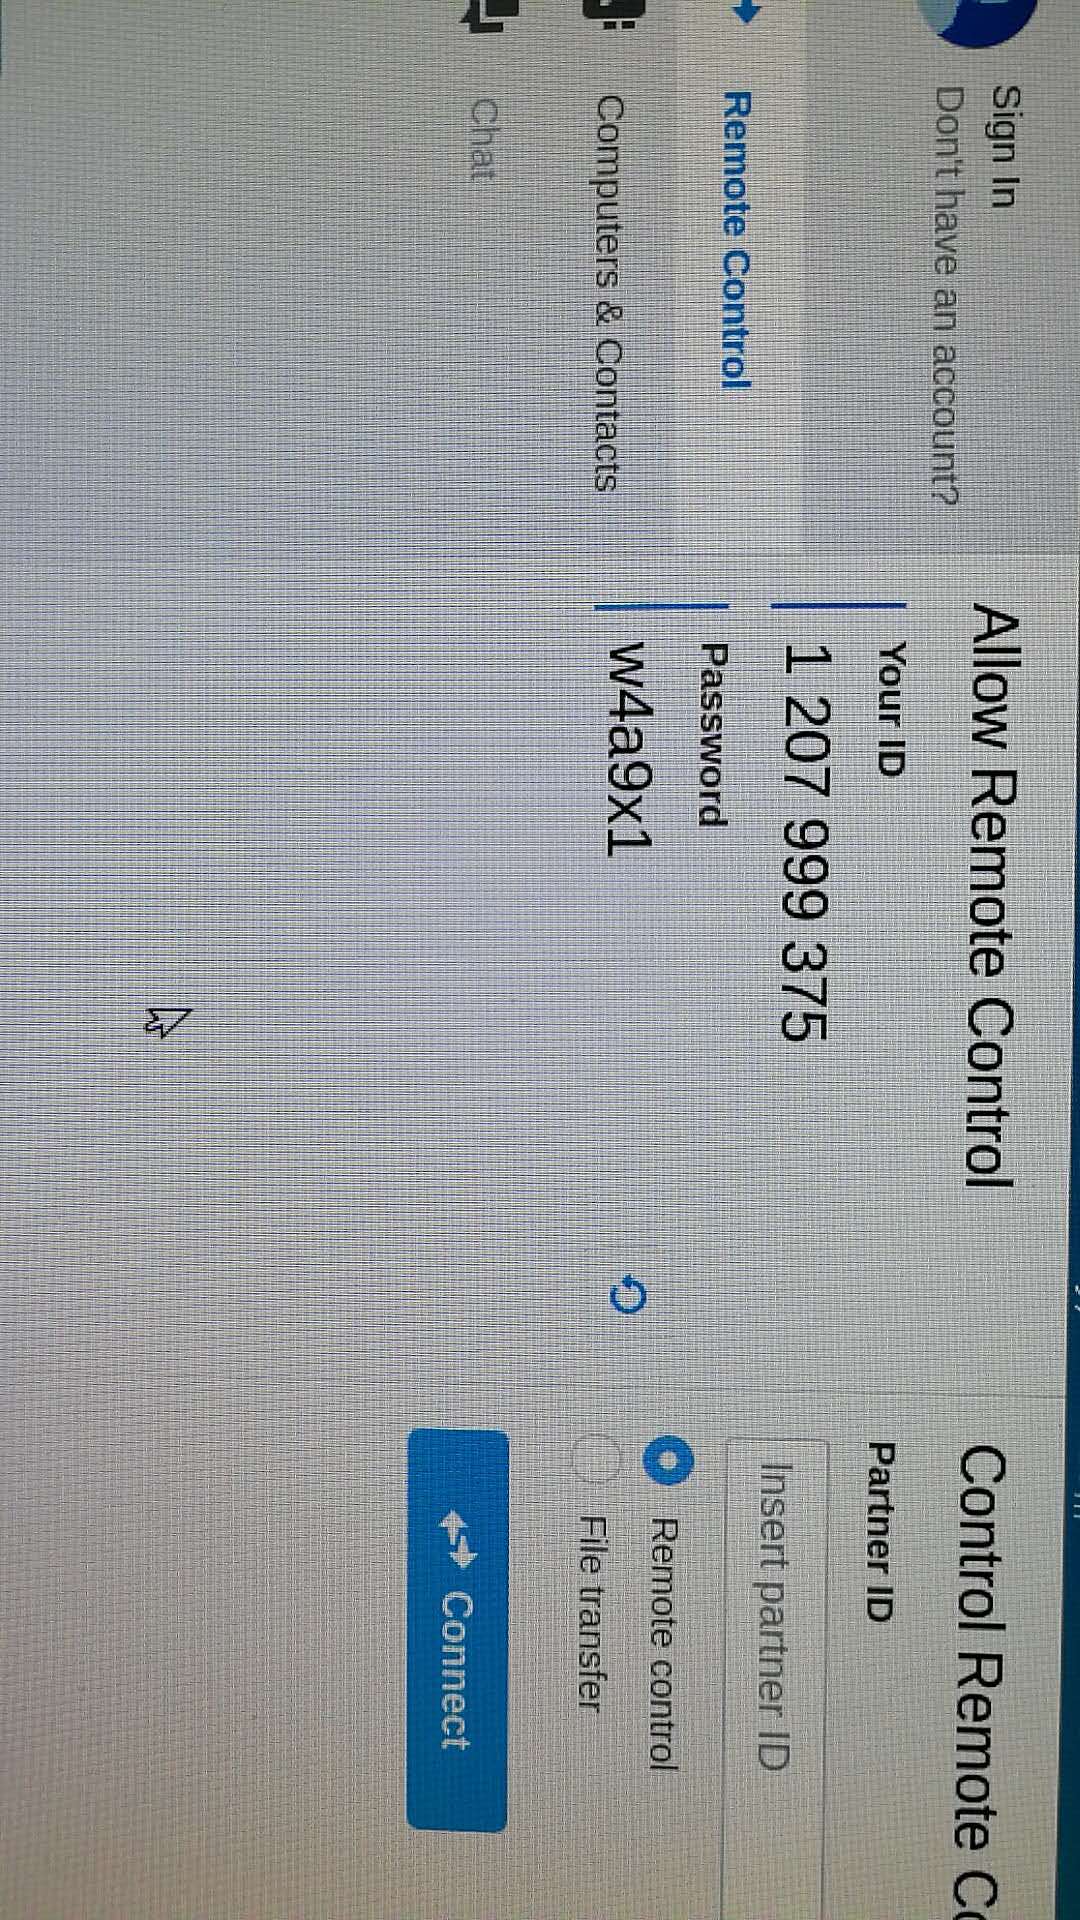 Sign In
Don't have an account?
Remote Control
Computers & Contacts
Chat
Allow Remote Control
Your ID
1 207 999 375
Password
w4a9x1
Control Remote
Partner ID
Insert partner ID
Remote control
File transfer
Connect